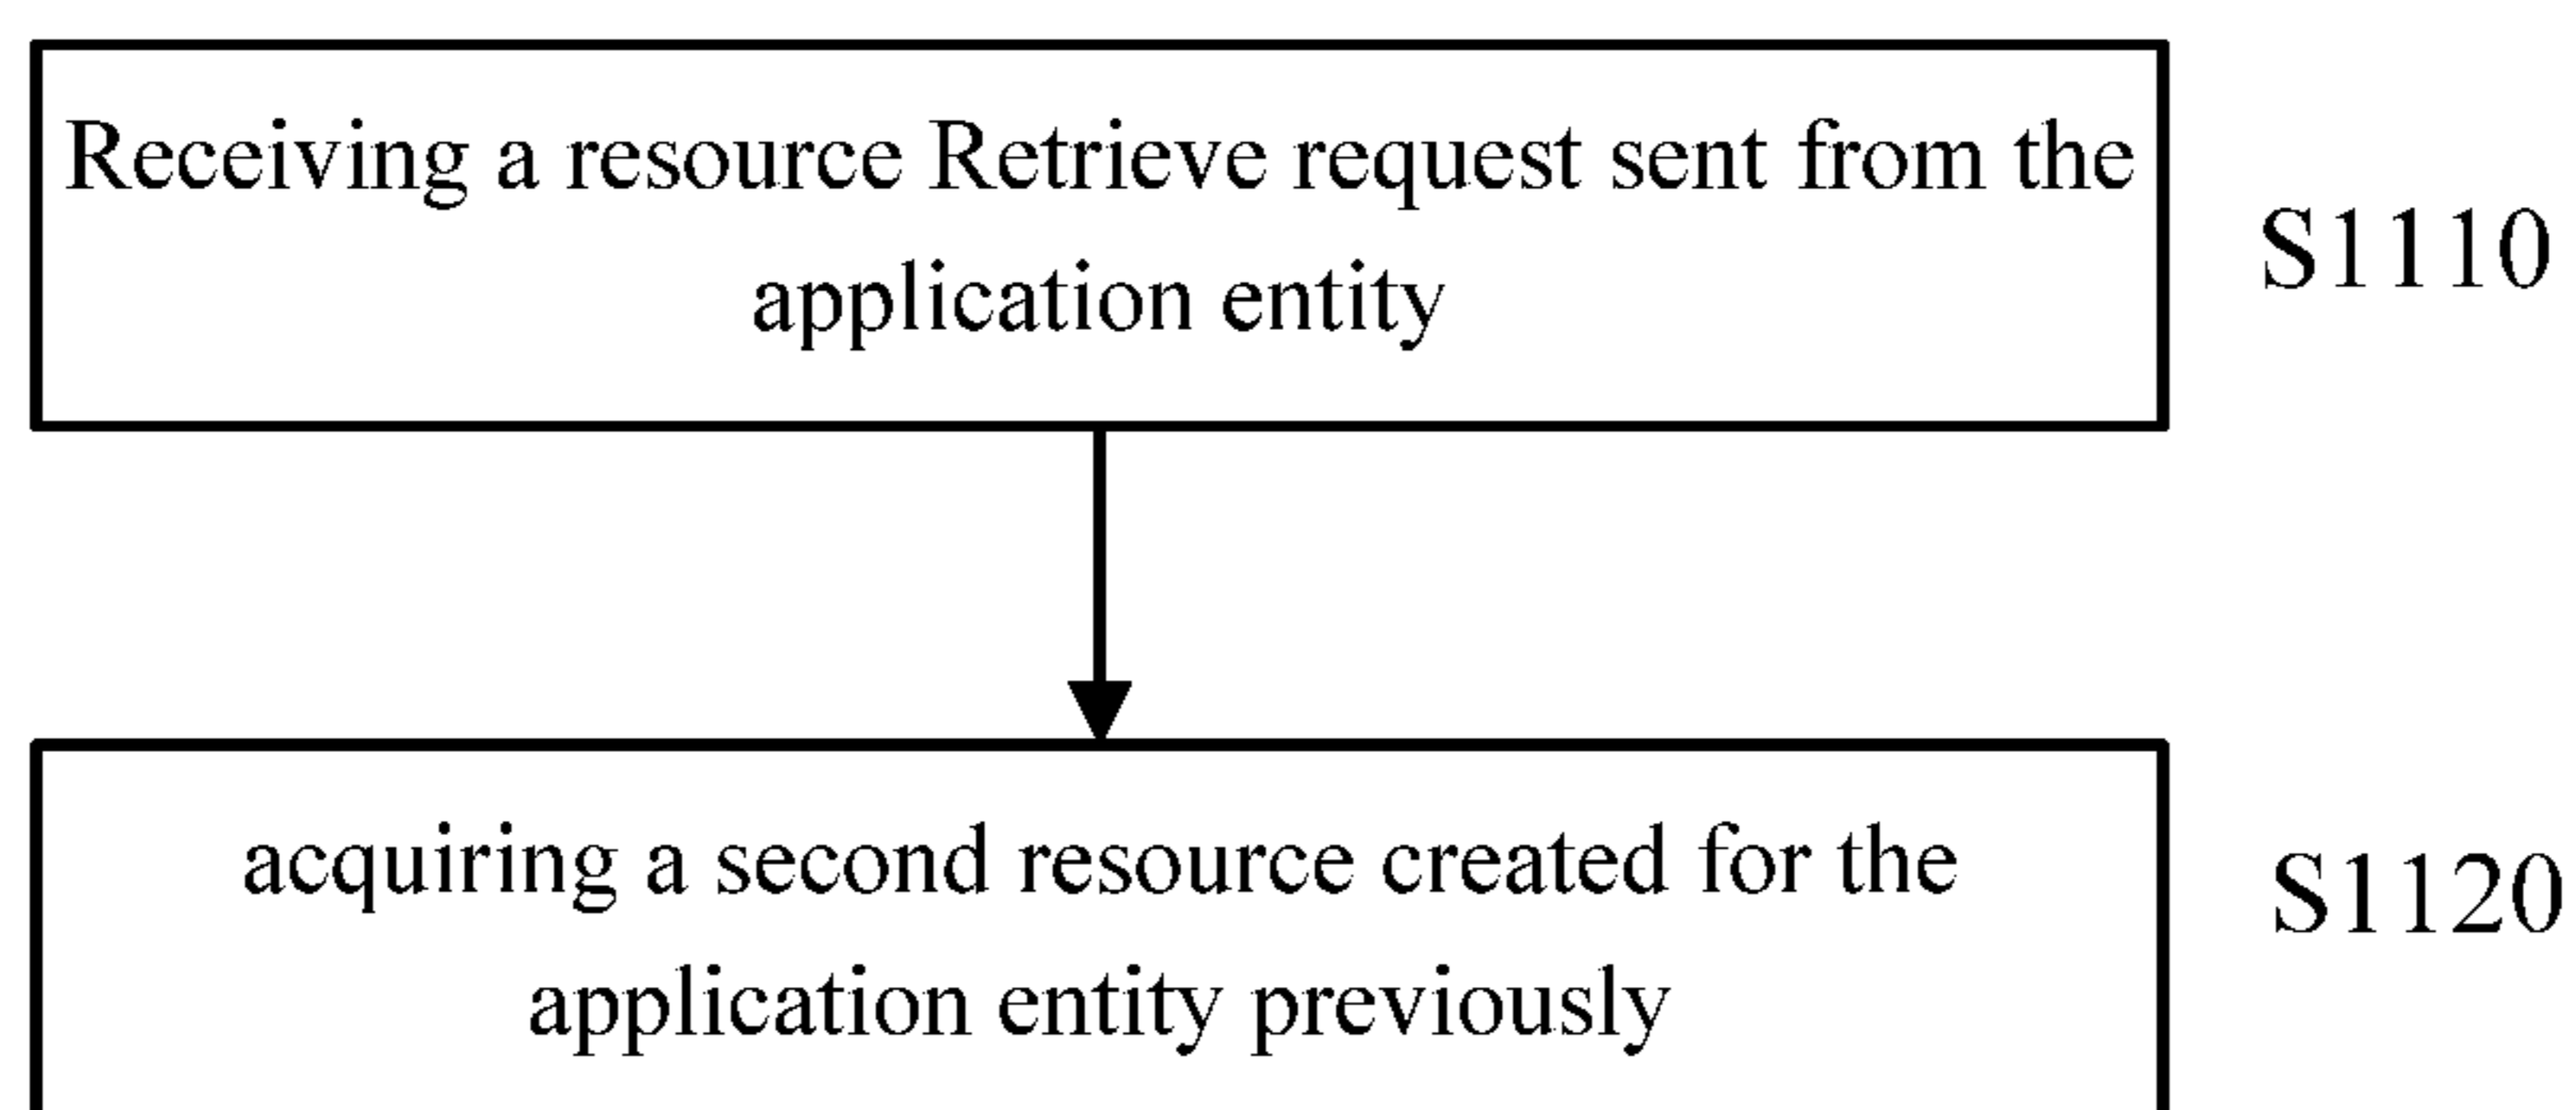 Receiving a resource Retrieve request sent from the
application entity
S1110
acquiring a second resource created for the
application entity previously
S1120